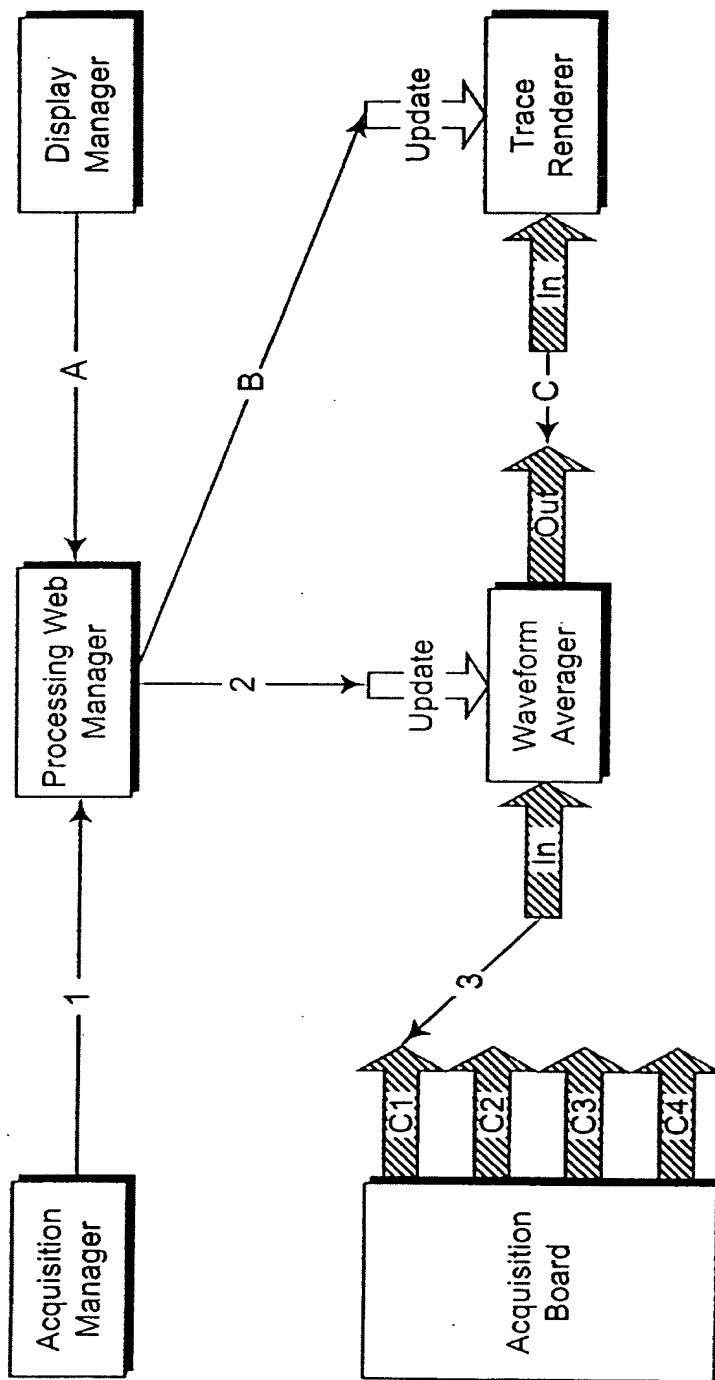 Acquisition
Manager
1
Processing Web
Manager
A
Display
Manager
2
B
Update
Update
Acquisition
Board
C1
C2
C3
C4
3
In
Waveform
Averager
Out
C
In
Trace
Renderer